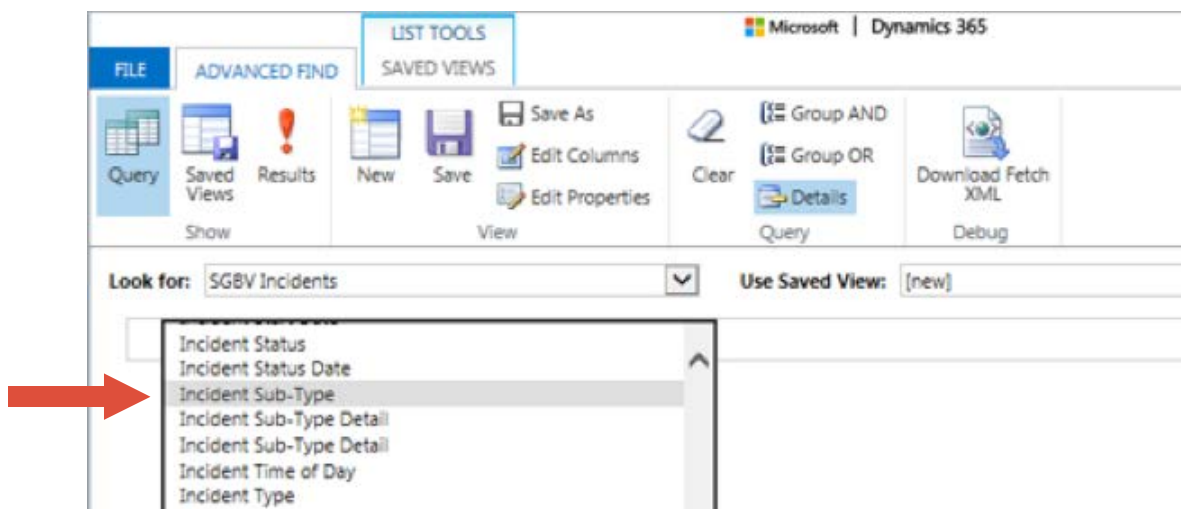 LIST TOOLS
Microsoft | Dynamics 365
FILE
ADVANCED FIND
SAVED VIEWS
Query
Saved Views
Results
New
Save
Save As
Edit Columns
Edit Properties
Clear
Group AND
Group OR
Details
Download Fetch
XML
Show
View
Query
Debug
Look for: SGBV Incidents
Use Saved View: [new]
Incident Status
Incident Status Date
Incident Sub-Type
Incident Sub-Type Detail
Incident Sub-Type Detail
Incident Time of Day
Incident Type